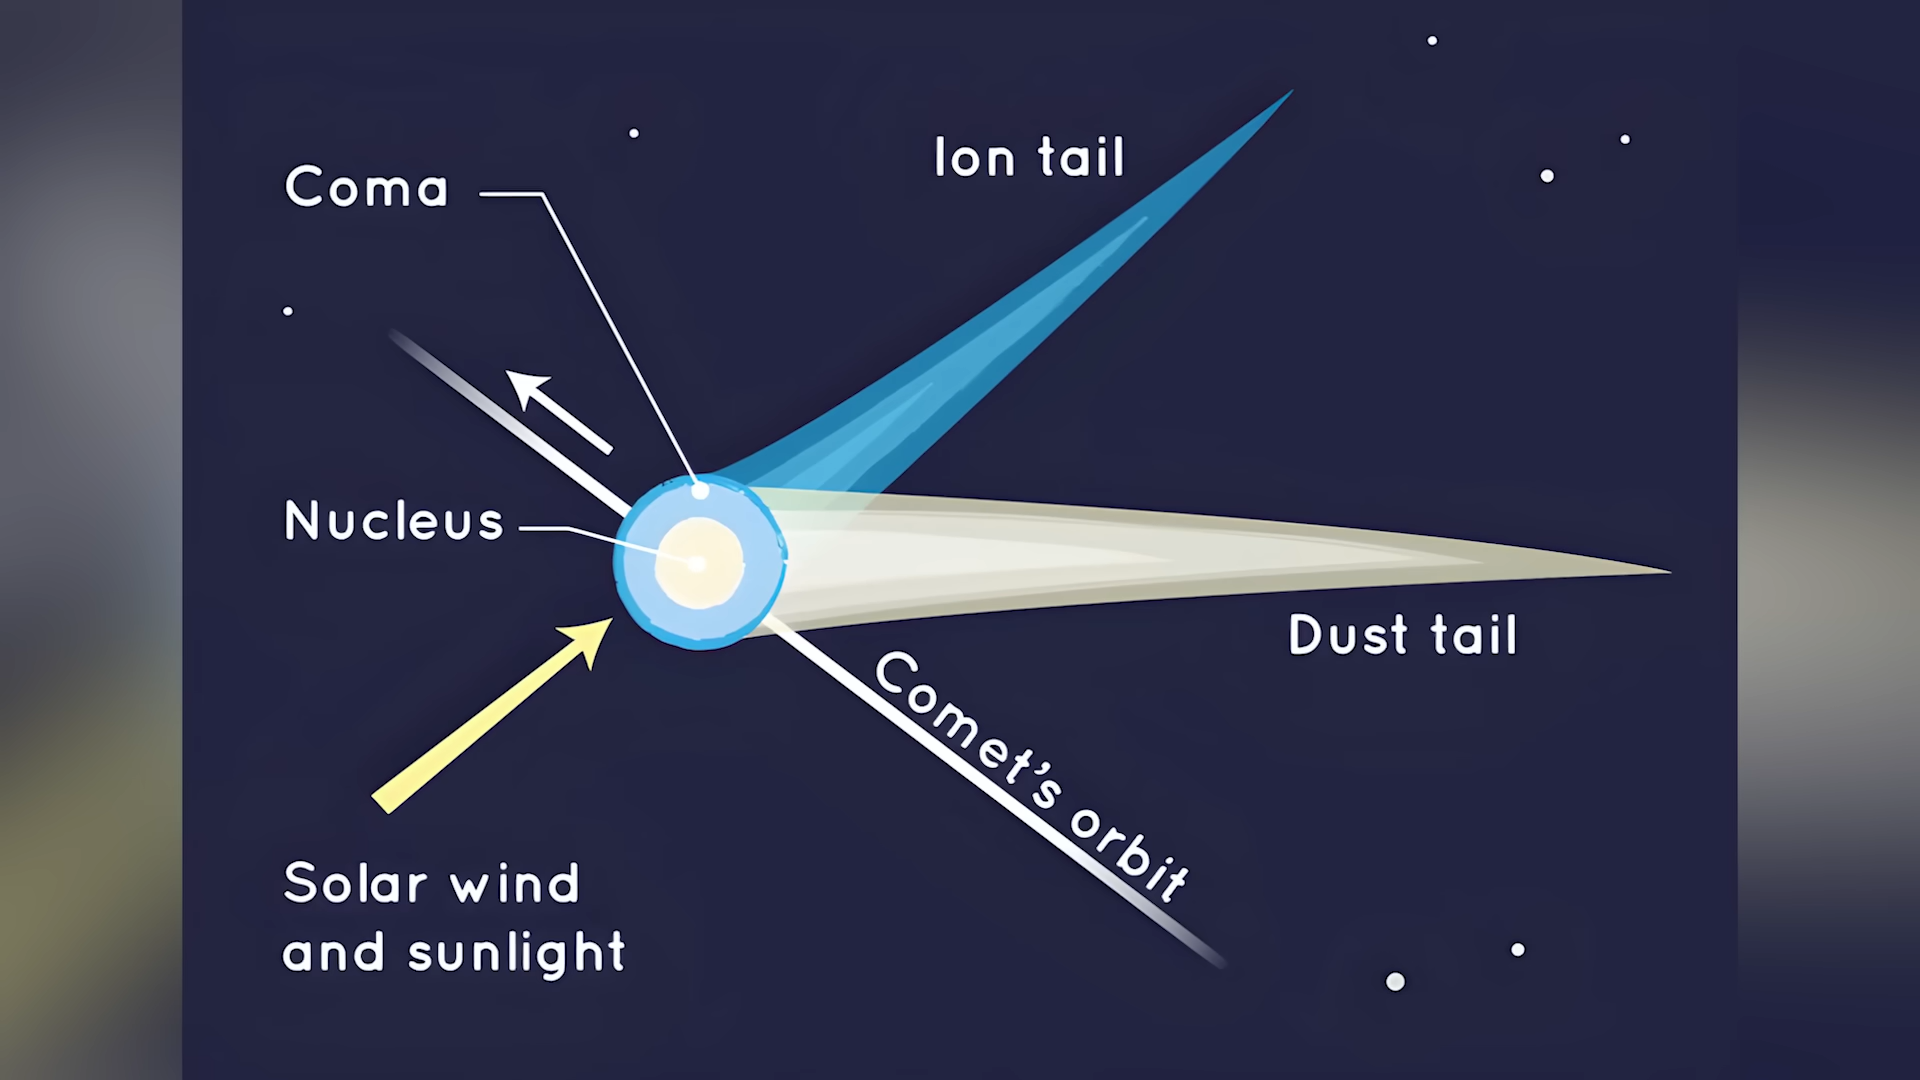 Ion tail
Coma
Nucleus
Dust tail
Comet's orbit
Solar wind
and sunlight